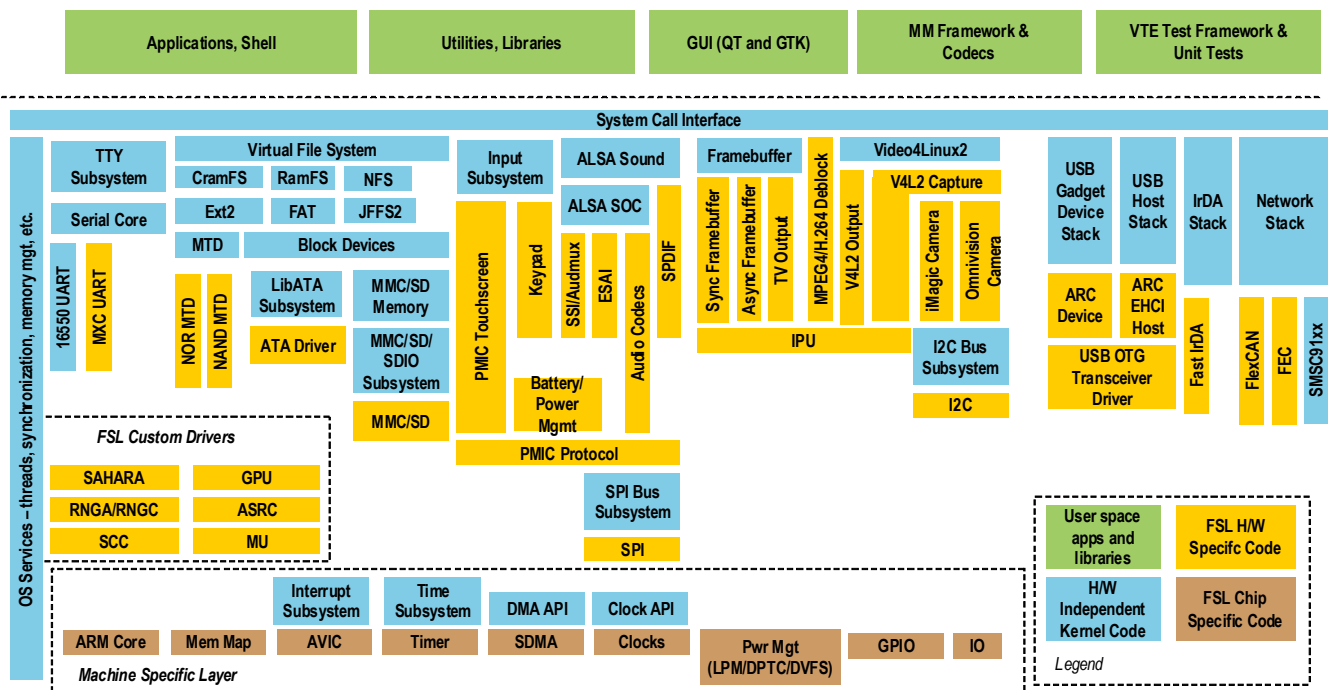 Applications, Shell
Utilities, Libraries
GUI (QT and GTK)
MM Framework &
Codecs
VTE Test Framework &
Unit Tests
System Call Interface
OS Services – threads, synchronization, memory mgt, etc.
TTY
Subsystem
Serial Core
16550 UART
MXC UART
Virtual File System
CramFS
RamFS
NFS
Ext2
FAT
JFFS2
MTD
Block Devices
NOR MTD
NAND MTD
LibATA
Subsystem
ATA Driver
MMC/SD
Memory
MMC/SD/
SDIO
Subsystem
MMC/SD
Input
Subsystem
PMIC Touchscreen
Keypad
Battery/
Power
Mgmt
ALSA Sound
ALSA SOC
SSI/Audmux
ESAI
Audio Codecs
SPDIF
PMIC Protocol
SPI Bus
Subsystem
SPI
Framebuffer
Sync Framebuffer
Async Framebuffer
TV Output
MPEG4/H.264 Deblock
Video4Linux2
V4L2 Output
V4L2 Capture
iMagic Camera
Omnivision
Camera
IPU
I2C Bus
Subsystem
I2C
USB
Gadget
Device
Stack
USB
Host
Stack
IrDA
Stack
Network
Stack
ARC
Device
ARC
EHCI
Host
USB OTG
Transceiver
Driver
Fast IrDA
FlexCAN
FEC
SMSC91xx
FSL Custom Drivers
SAHARA
GPU
RNGA/RNGC
ASRC
SCC
MU
Interrupt
Subsystem
Time
Subsystem
DMA API
Clock API
ARM Core
Mem Map
AVIC
Timer
SDMA
Clocks
Pwr Mgt
(LPM/DPTC/DVFS)
GPIO
IO
Machine Specific Layer
User space
apps and
libraries
FSL H/W
Specifc Code
H/W
Independent
Kernel Code
FSL Chip
Specific Code
Legend